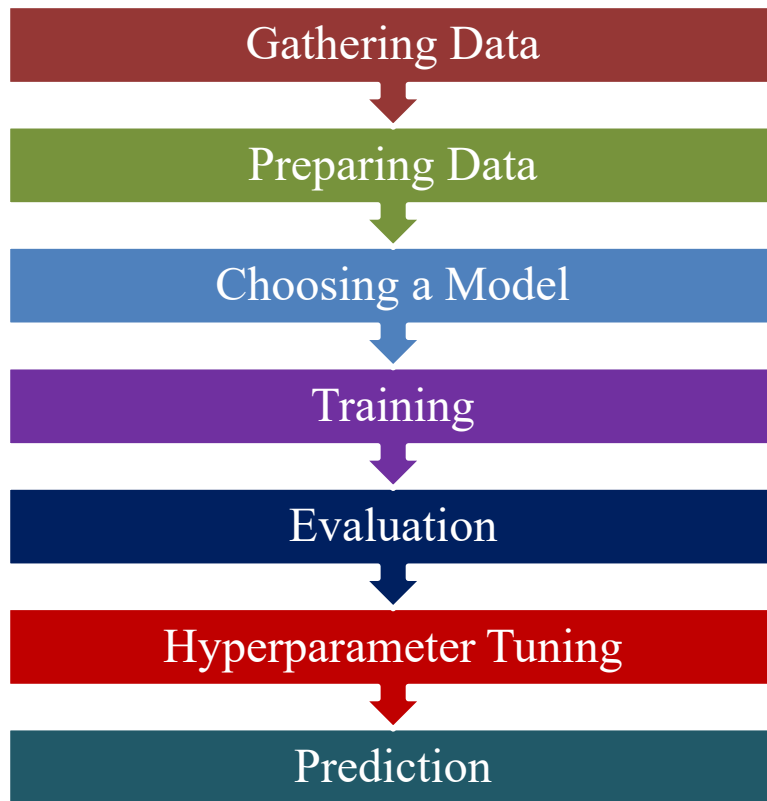 Gathering Data
Preparing Data
Choosing a Model
Training
Evaluation
Hyperparameter Tuning
Prediction